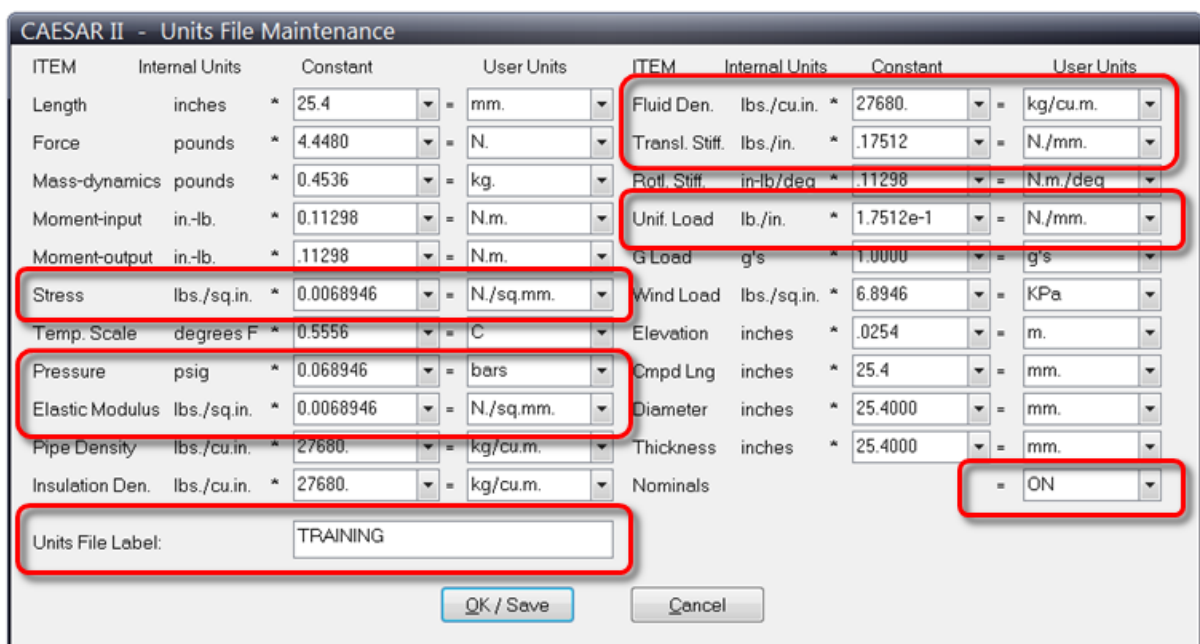 CAESAR II - Units File Maintenance
ITEM Internal Units Constant User Units ITEM Internal Units Constant User Units
Length inches * 25.4 = mm. Fluid Den. lbs./cu.in. * 27680. = kg/cu.m.
Force pounds * 4.4480 = N. Transl. Stiff. lbs./in. * .17512 = N./mm.
Mass-dynamics pounds * 0.4536 = kg. Rotl. Stiff. in-lb/deg * .11298 = N.m./deg
Moment-input in.-lb. * 0.11298 = N.m. Unif. Load lb./in. * 1.7512e-1 = N./mm.
Moment-output in.-lb. * .11298 = N.m. G Load g's * 1.0000 = g's
Stress lbs./sq.in. * 0.0068946 = N./sq.mm. Wind Load lbs./sq.in. * 6.8946 = KPa
Temp. Scale degrees F * 0.5556 = C Elevation inches * .0254 = m.
Pressure psig * 0.068946 = bars Cmpd Lng inches * 25.4 = mm.
Elastic Modulus lbs./sq.in. * 0.0068946 = N./sq.mm. Diameter inches * 25.4000 = mm.
Pipe Density lbs./cu.in. * 27680. = kg/cu.m. Thickness inches * 25.4000 = mm.
Insulation Den. lbs./cu.in. * 27680. = kg/cu.m. Nominals = ON
Units File Label: TRAINING
OK / Save Cancel